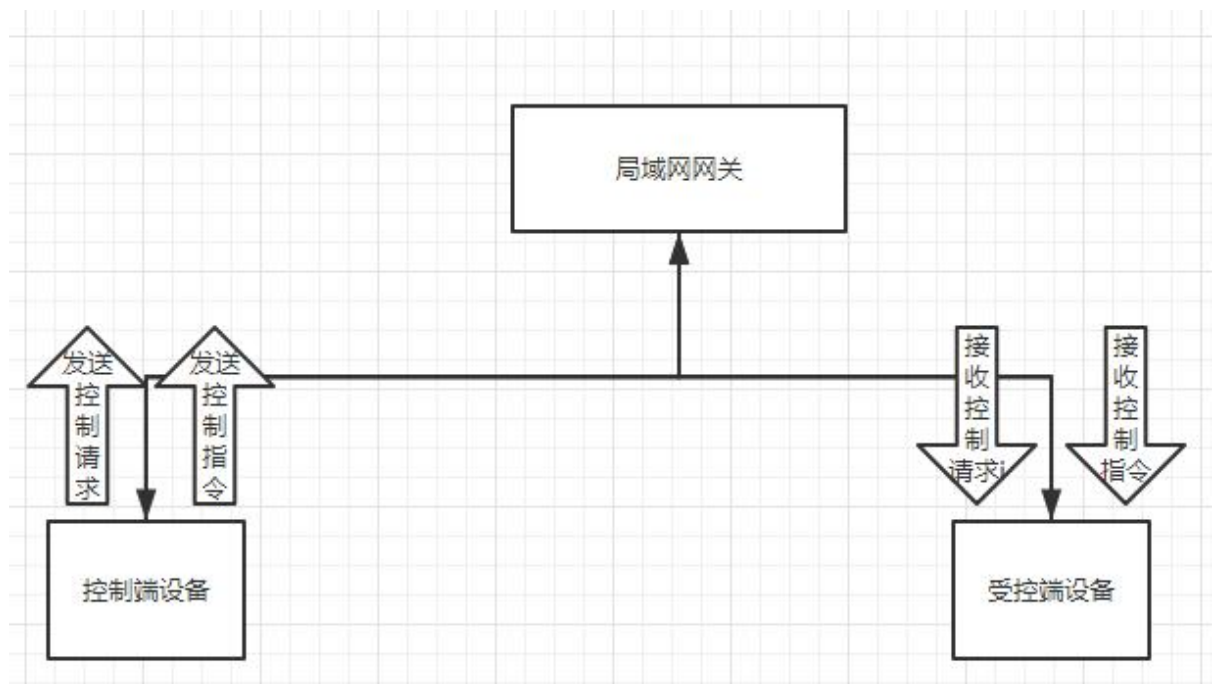 局域网网关
发送
控
制
请
求
发送
控
制
指
令
接
收
控
制
请求i
接
收
控
制
指令
控制端设备
受控端设备